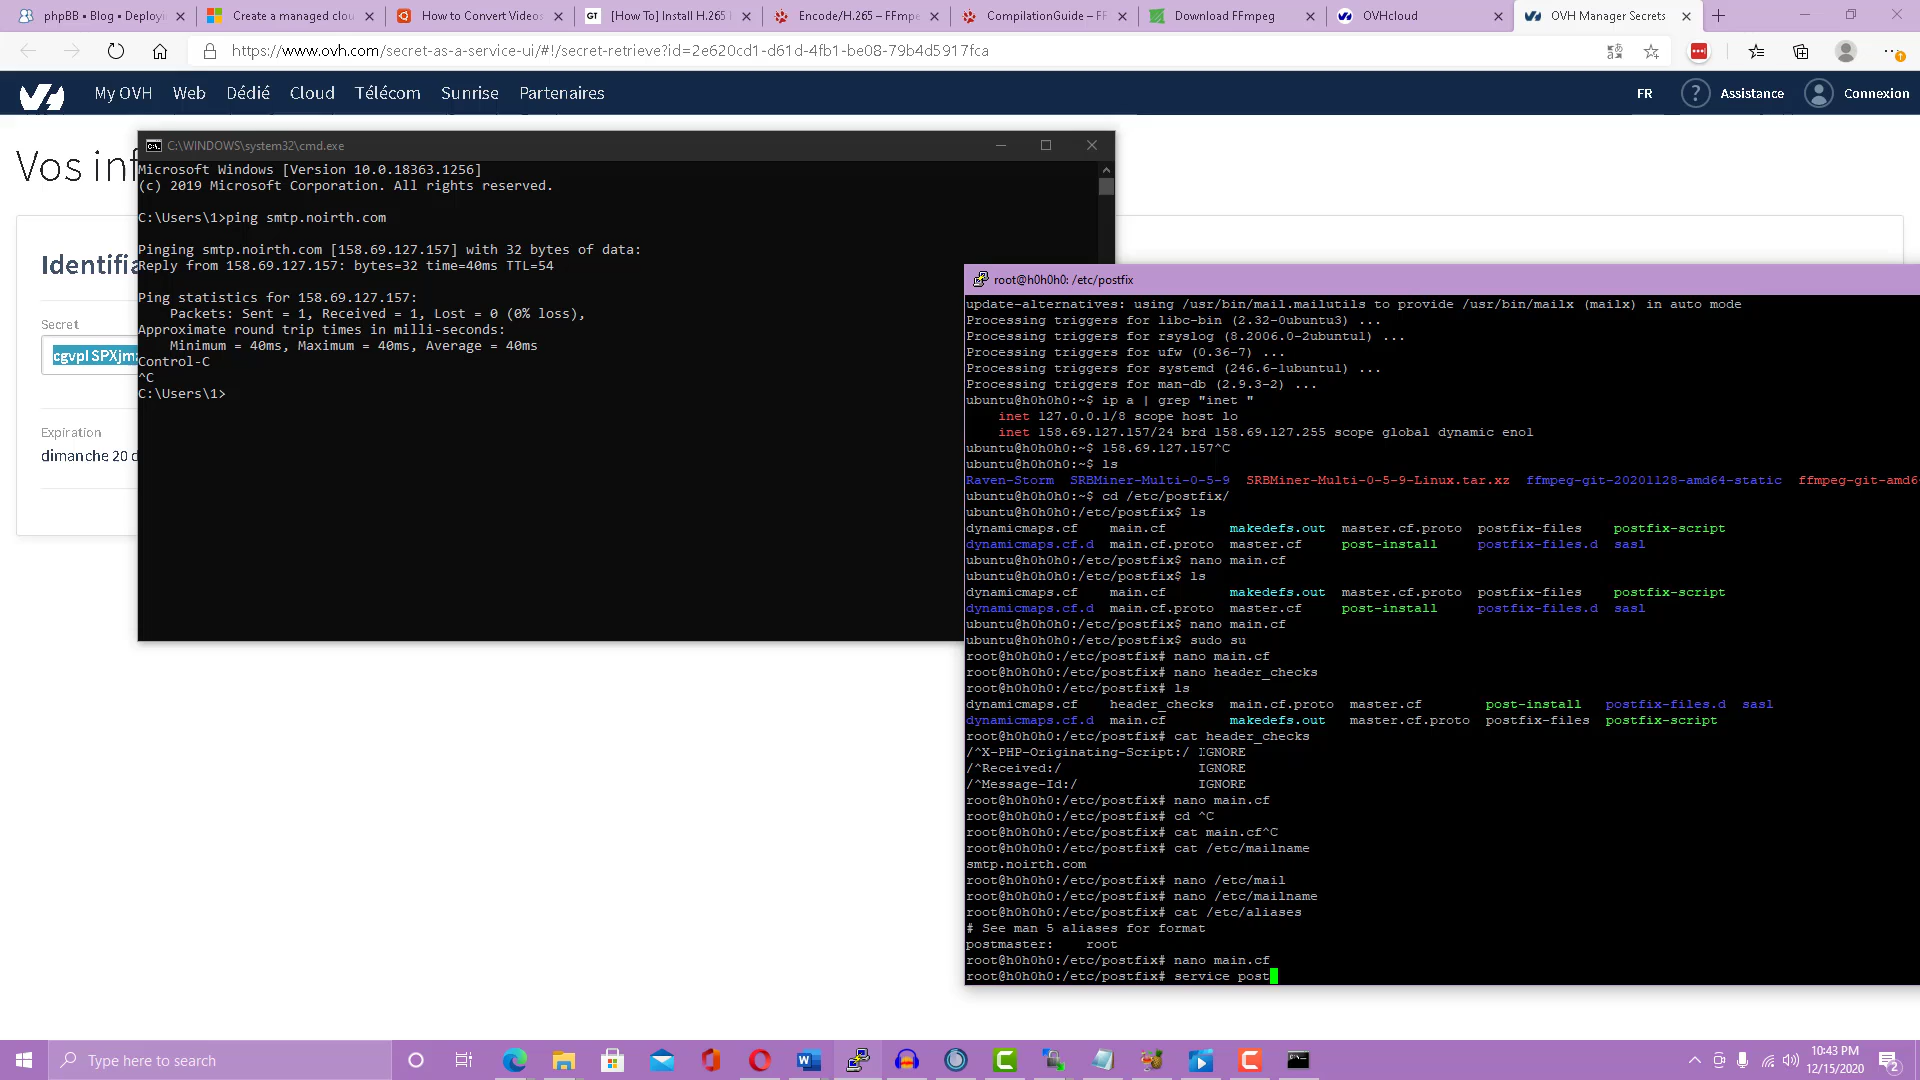 phpBB • Blog • Deploy
Create a managed clou
How to Convert Videos
[How To] Install H.265
Encode/H.265 – FFmpe
CompilationGuide – FF
Download FFmpeg
OVHcloud
OVH Manager Secrets
https://www.ovh.com/secret-as-a-service-ui/#!/secret-retrieve?id=2e620cd1-d61d-4fb1-be08-79b4d5917fca
My OVH Web Dédié Cloud Télécom Sunrise Partenaires
FR ? Assistance Connexion
Vos inf
Identifia
Secret
cgvplSPXjm
Expiration
dimanche 20 d
C:\WINDOWS\system32\cmd.exe
Microsoft Windows [Version 10.0.18363.1256]
(c) 2019 Microsoft Corporation. All rights reserved.
C:\Users\1>ping smtp.noirth.com
Pinging smtp.noirth.com [158.69.127.157] with 32 bytes of data:
Reply from 158.69.127.157: bytes=32 time=40ms TTL=54
Ping statistics for 158.69.127.157:
Packets: Sent = 1, Received = 1, Lost = 0 (0% loss),
Approximate round trip times in milli-seconds:
Minimum = 40ms, Maximum = 40ms, Average = 40ms
Control-C
^C
C:\Users\1>
root@h0h0h0: /etc/postfix
update-alternatives: using /usr/bin/mail.mailutils to provide /usr/bin/mailx (mailx) in auto mode
Processing triggers for libc-bin (2.32-0ubuntu3) ...
Processing triggers for rsyslog (8.2006.0-2ubuntu1) ...
Processing triggers for ufw (0.36-7) ...
Processing triggers for systemd (246.6-1ubuntu1) ...
Processing triggers for man-db (2.9.3-2) ...
ubuntu@h0h0h0:~$ ip a | grep "inet "
inet 127.0.0.1/8 scope host lo
inet 158.69.127.157/24 brd 158.69.127.255 scope global dynamic eno1
ubuntu@h0h0h0:~$ 158.69.127.157^C
ubuntu@h0h0h0:~$ ls
Raven-Storm SRBMiner-Multi-0-5-9 SRBMiner-Multi-0-5-9-Linux.tar.xz ffmpeg-git-20201128-amd64-static ffmpeg-git-amd6
ubuntu@h0h0h0:~$ cd /etc/postfix/
ubuntu@h0h0h0:/etc/postfix$ ls
dynamicmaps.cf main.cf makedefs.out master.cf.proto postfix-files postfix-script
dynamicmaps.cf.d main.cf.proto master.cf post-install postfix-files.d sasl
ubuntu@h0h0h0:/etc/postfix$ nano main.cf
ubuntu@h0h0h0:/etc/postfix$ ls
dynamicmaps.cf main.cf makedefs.out master.cf.proto postfix-files postfix-script
dynamicmaps.cf.d main.cf.proto master.cf post-install postfix-files.d sasl
ubuntu@h0h0h0:/etc/postfix$ nano main.cf
ubuntu@h0h0h0:/etc/postfix$ sudo su
root@h0h0h0:/etc/postfix# nano main.cf
root@h0h0h0:/etc/postfix# nano header_checks
root@h0h0h0:/etc/postfix# ls
dynamicmaps.cf header_checks main.cf.proto master.cf post-install postfix-files.d sasl
dynamicmaps.cf.d main.cf makedefs.out master.cf.proto postfix-files postfix-script
root@h0h0h0:/etc/postfix# cat header_checks
/^X-PHP-Originating-Script:/ IGNORE
/^Received:/ IGNORE
/^Message-Id:/ IGNORE
root@h0h0h0:/etc/postfix# nano main.cf
root@h0h0h0:/etc/postfix# cd ^C
root@h0h0h0:/etc/postfix# cat main.cf^C
root@h0h0h0:/etc/postfix# cat /etc/mailname
smtp.noirth.com
root@h0h0h0:/etc/postfix# nano /etc/mail
root@h0h0h0:/etc/postfix# nano /etc/mailname
root@h0h0h0:/etc/postfix# cat /etc/aliases
# See man 5 aliases for format
postmaster: root
root@h0h0h0:/etc/postfix# nano main.cf
root@h0h0h0:/etc/postfix# service post
Type here to search
10:43 PM
12/15/2020
2